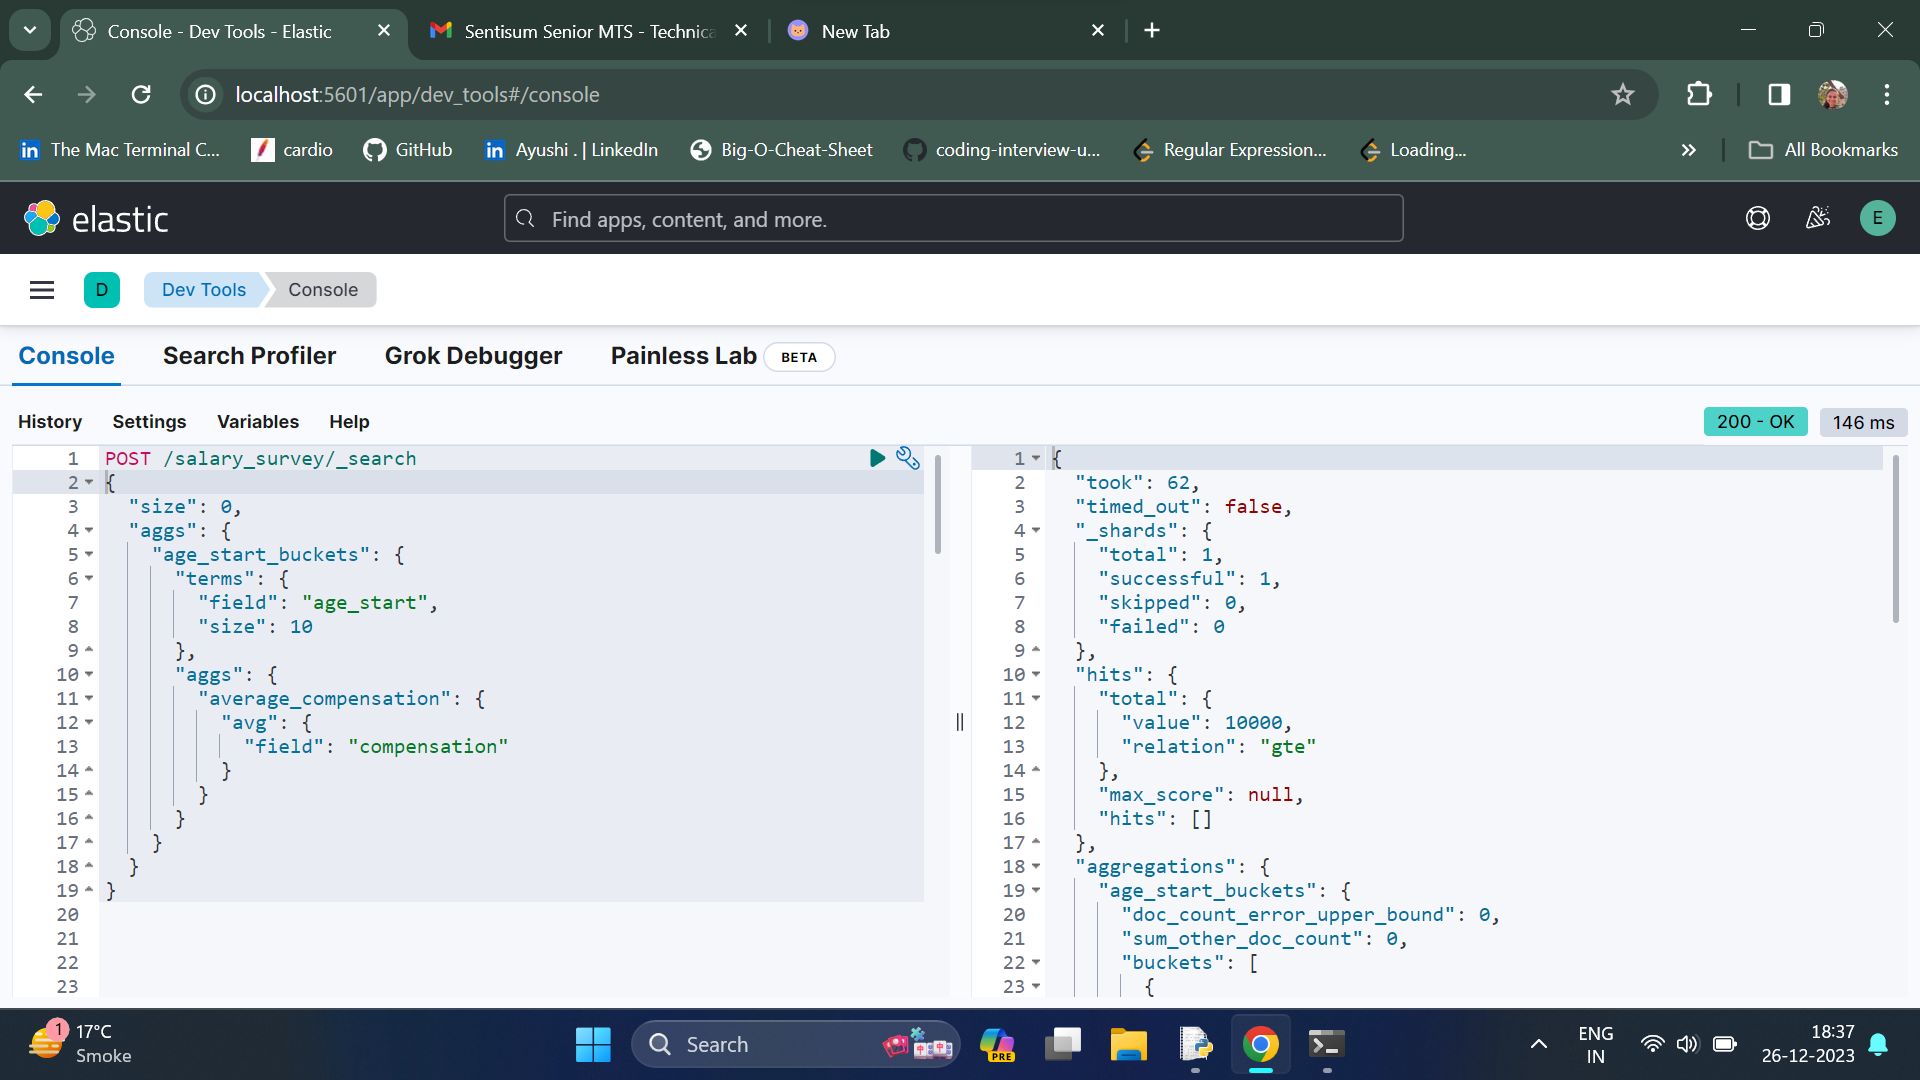 Console - Dev Tools - Elastic
Sentisum Senior MTS - Technica
New Tab
localhost:5601/app/dev_tools#/console
The Mac Terminal C...
cardio
GitHub
Ayushi . | LinkedIn
Big-O-Cheat-Sheet
coding-interview-u...
Regular Expression...
Loading...
All Bookmarks
elastic
Find apps, content, and more.
E
D
Dev Tools
Console
Console
Search Profiler
Grok Debugger
Painless Lab
BETA
History
Settings
Variables
Help
200 - OK
146 ms
1 POST /salary_survey/_search
2 {
3 "size": 0,
4 "aggs": {
5 "age_start_buckets": {
6 "terms": {
7 "field": "age_start",
8 "size": 10
9 },
10 "aggs": {
11 "average_compensation": {
12 "avg": {
13 "field": "compensation"
14 }
15 }
16 }
17 }
18 }
19 }
20
21
22
23
1 {
2 "took": 62,
3 "timed_out": false,
4 "_shards": {
5 "total": 1,
6 "successful": 1,
7 "skipped": 0,
8 "failed": 0
9 },
10 "hits": {
11 "total": {
12 "value": 10000,
13 "relation": "gte"
14 },
15 "max_score": null,
16 "hits": []
17 },
18 "aggregations": {
19 "age_start_buckets": {
20 "doc_count_error_upper_bound": 0,
21 "sum_other_doc_count": 0,
22 "buckets": [
23 {
1
17°C
Smoke
Search
PRE
ENG
IN
18:37
26-12-2023